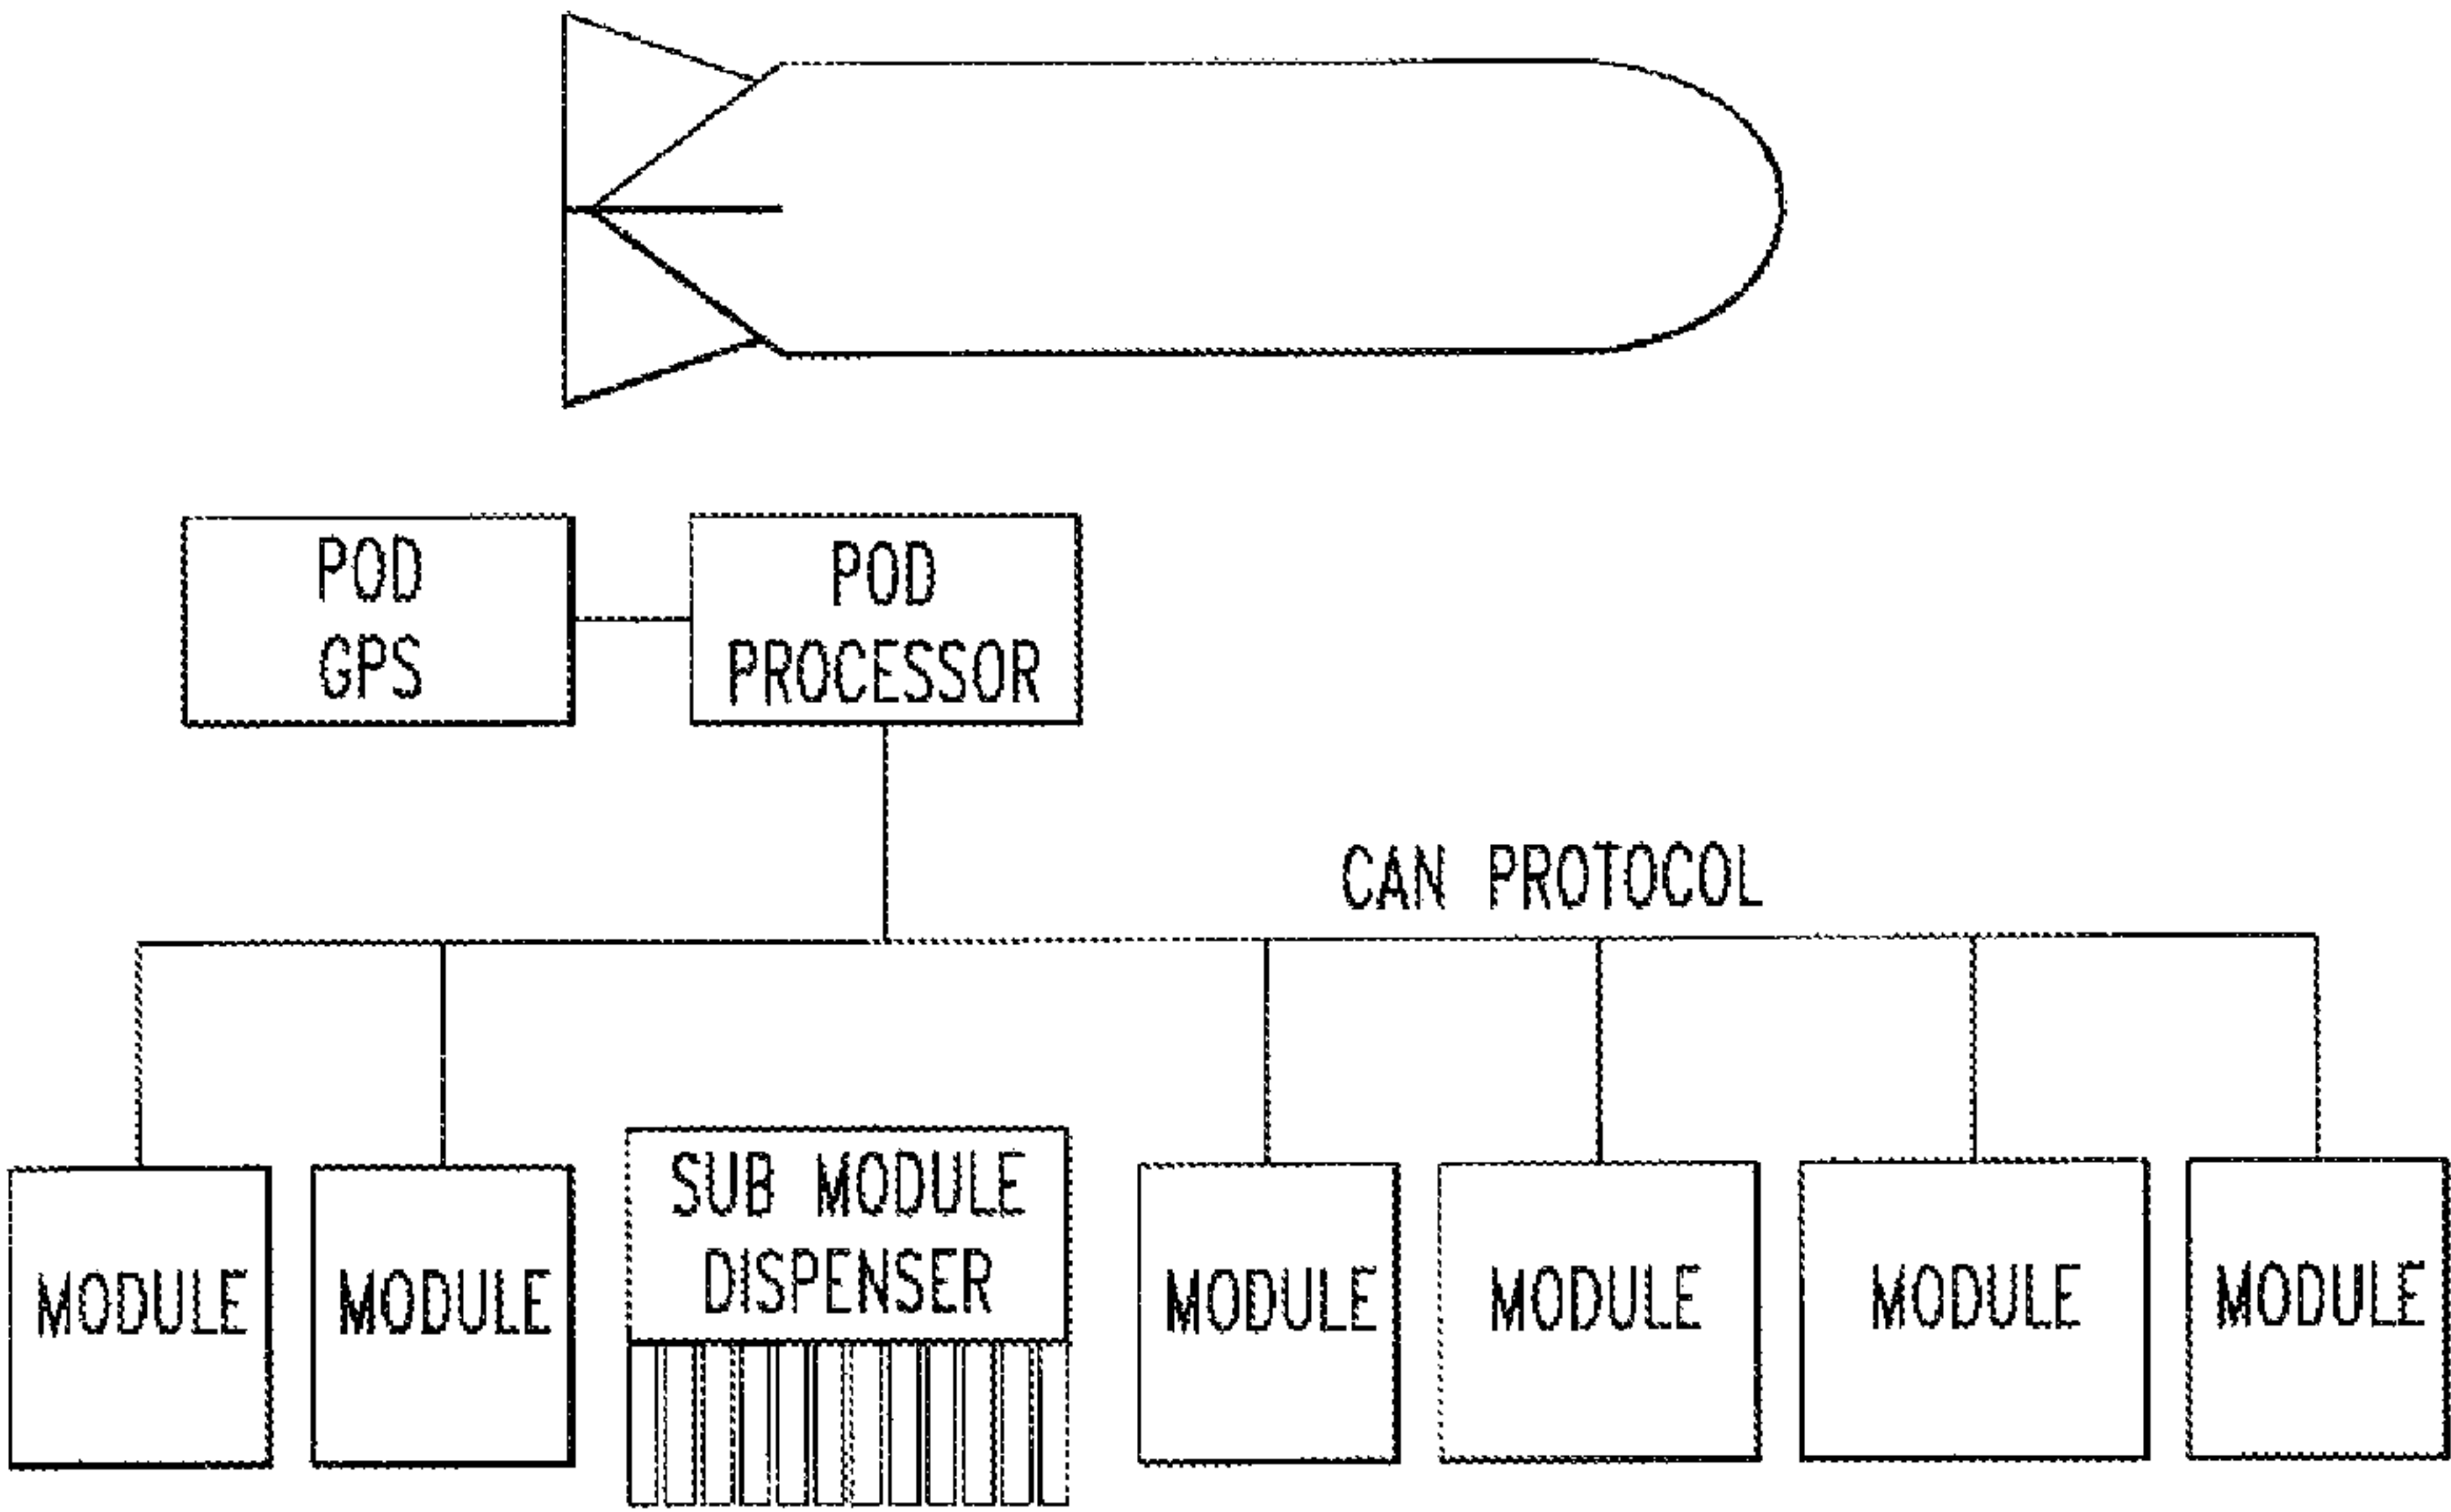 POD
GPS
POD
PROCESSOR
CAN PROTOCOL
MODULE
MODULE
SUB MODULE
DISPENSER
MODULE
MODULE
MODULE
MODULE